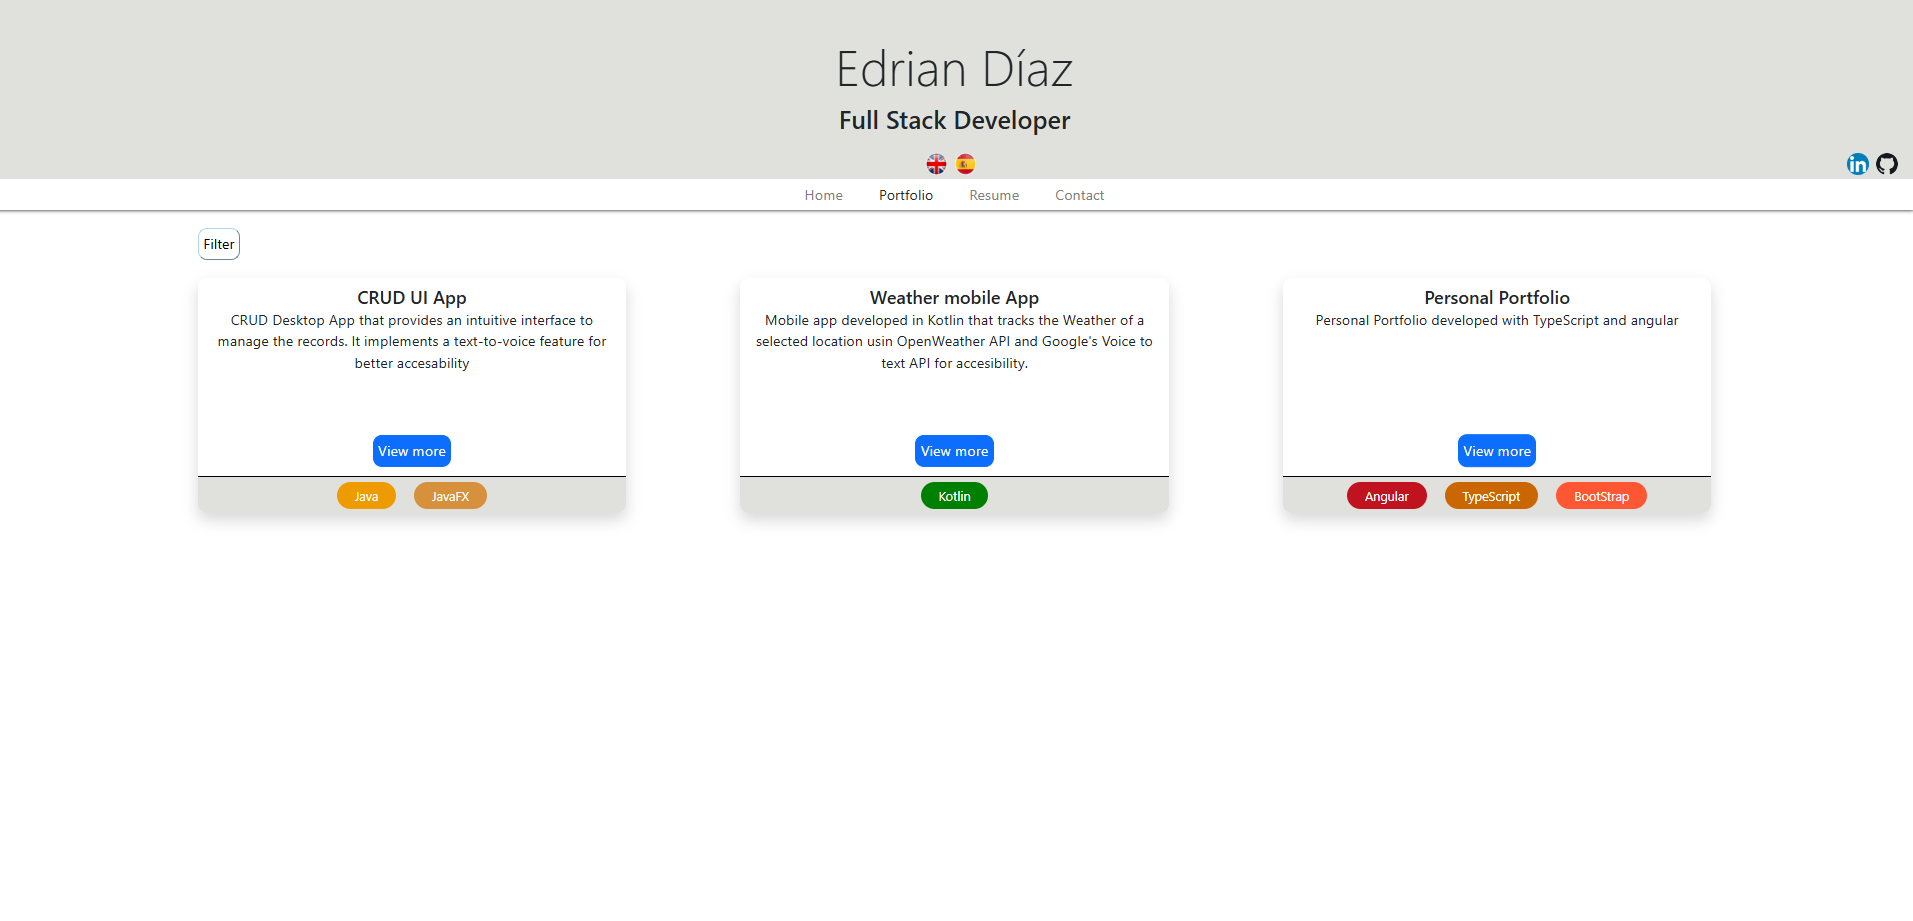 Edrian Díaz
Full Stack Developer
in
Home Portfolio Resume Contact
Filter
CRUD UI App
CRUD Desktop App that provides an intuitive interface to
manage the records. It implements a text-to-voice feature for
better accesability
View more
Java JavaFX
Weather mobile App
Mobile app developed in Kotlin that tracks the Weather of a
selected location usin OpenWeather API and Google's Voice to
text API for accesibility.
View more
Kotlin
Personal Portfolio
Personal Portfolio developed with TypeScript and angular
View more
Angular TypeScript BootStrap